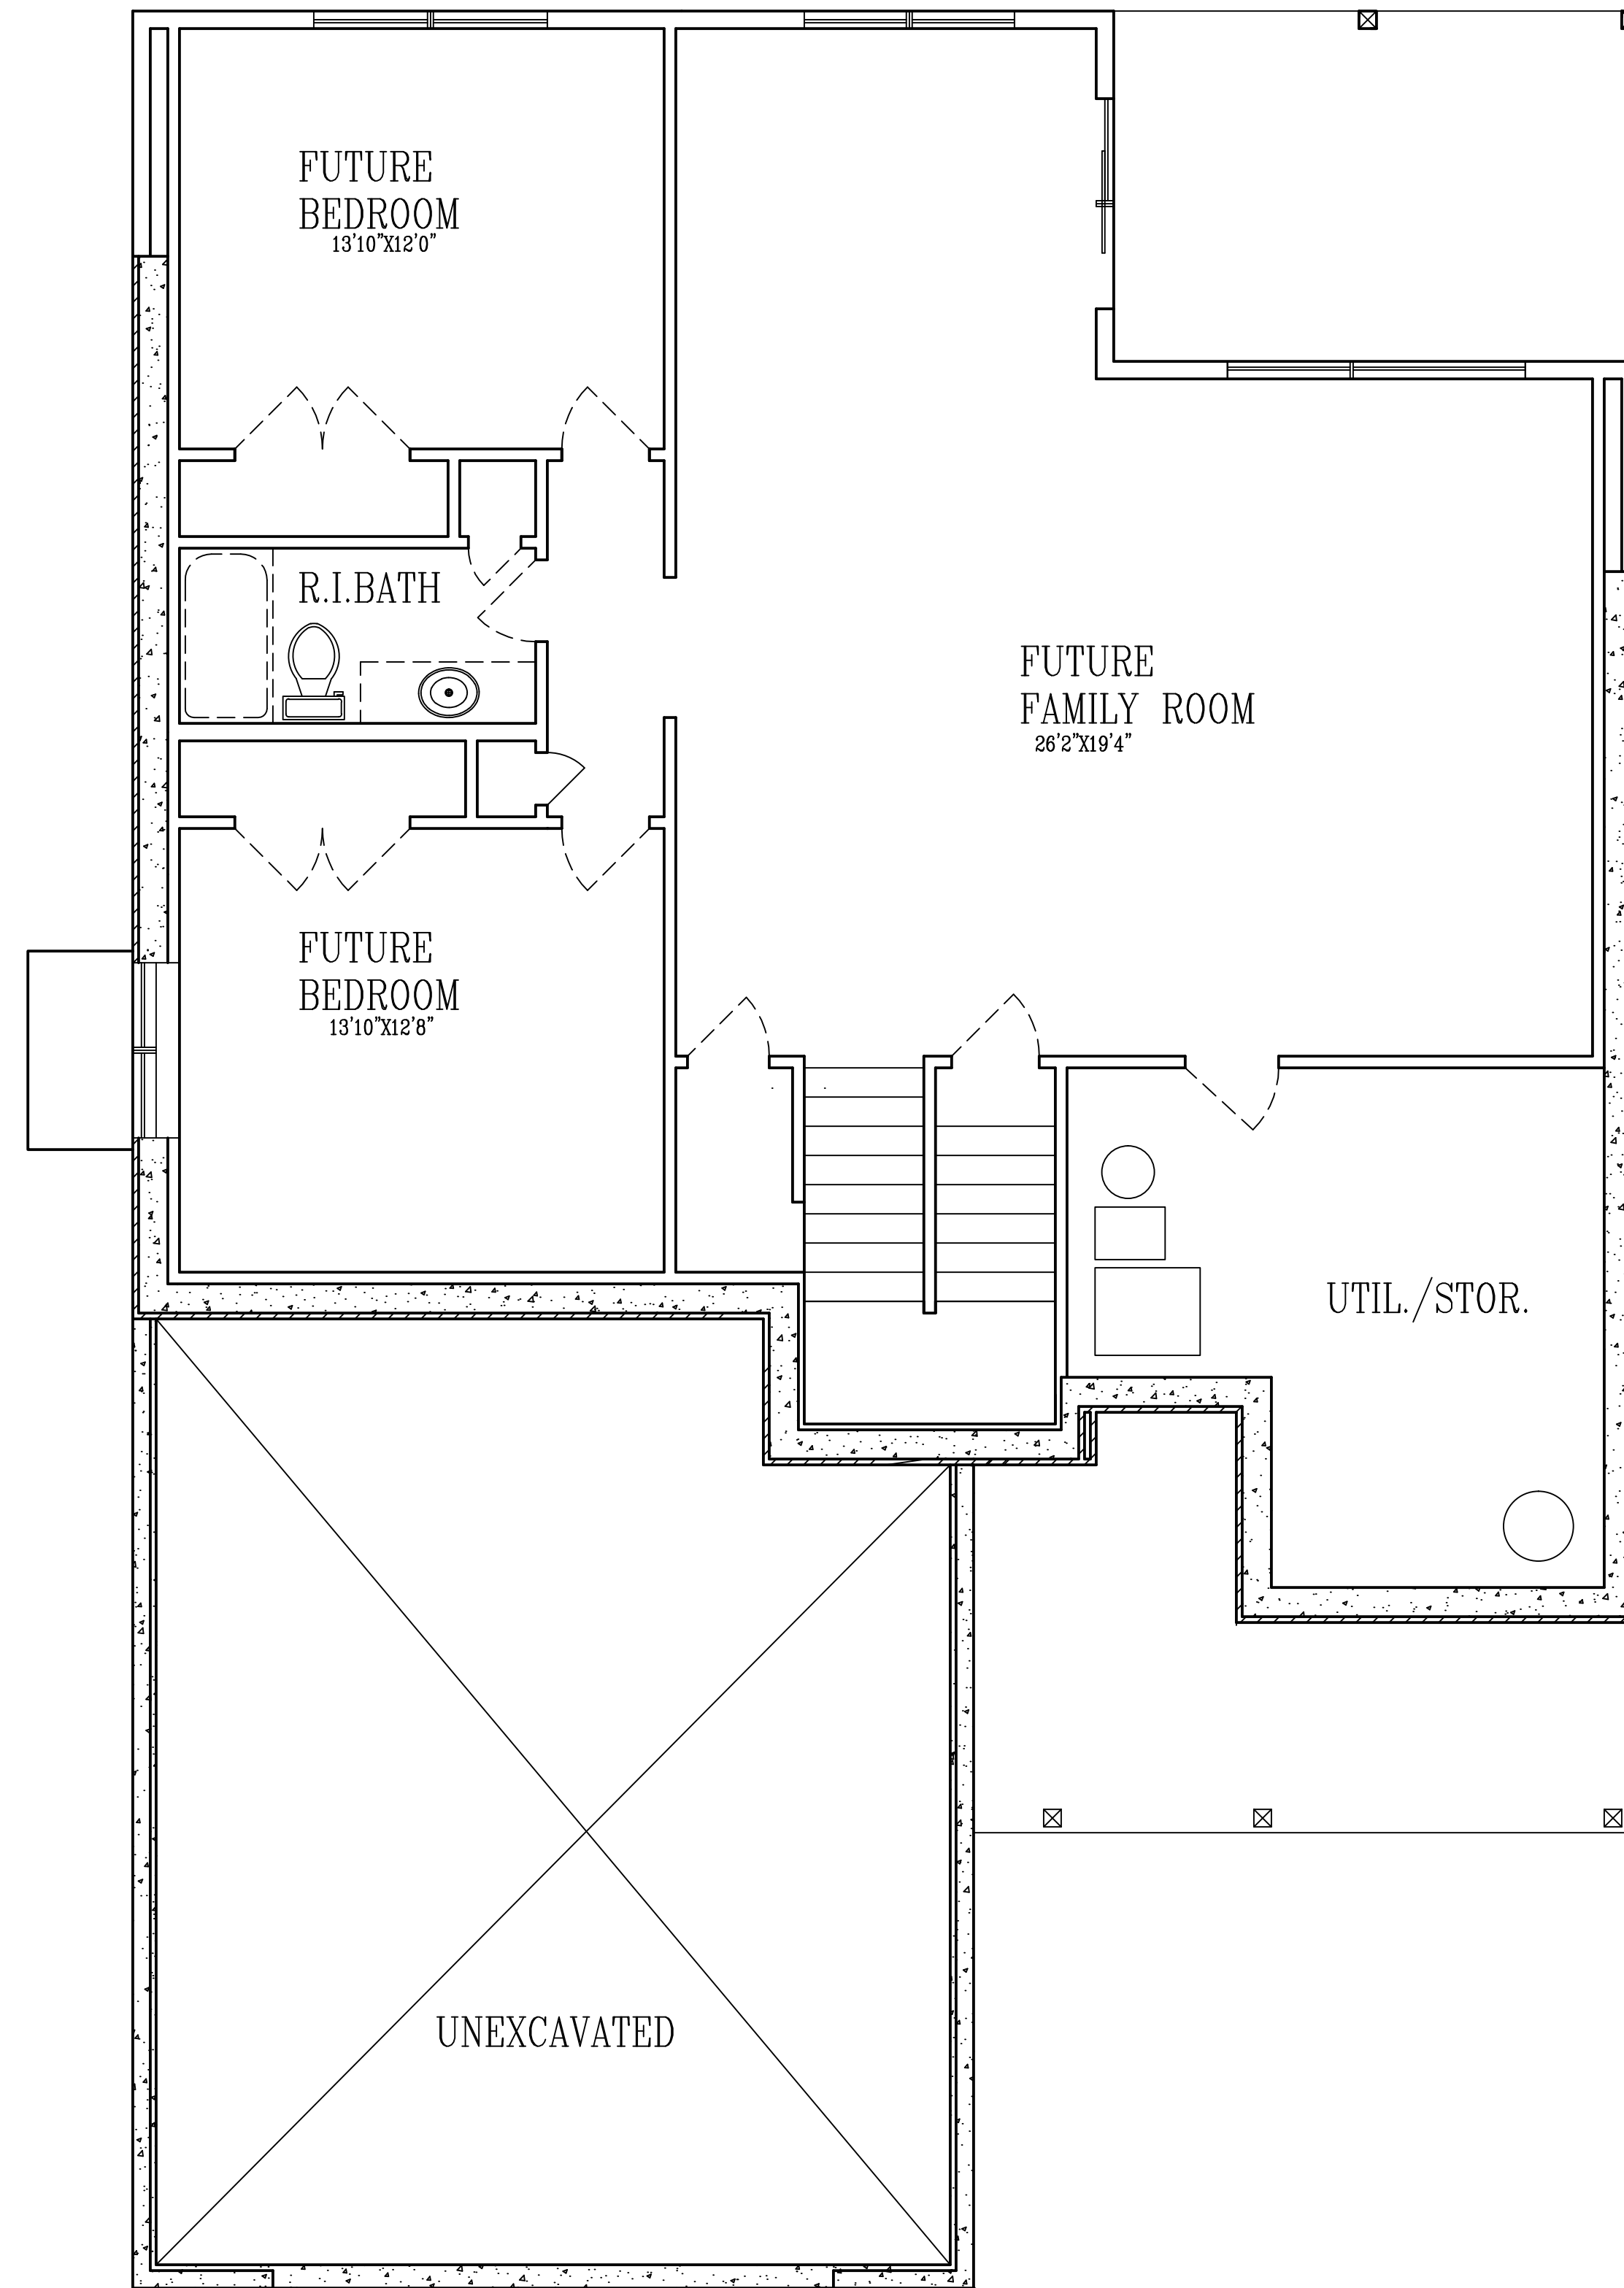 FUTURE
BEDROOM
13'10"X12'0"
R.I.BATH
FUTURE
FAMILY ROOM
26'2"X19'4"
FUTURE
BEDROOM
13'10"X12'8"
UTIL./STOR.
UNEXCAVATED